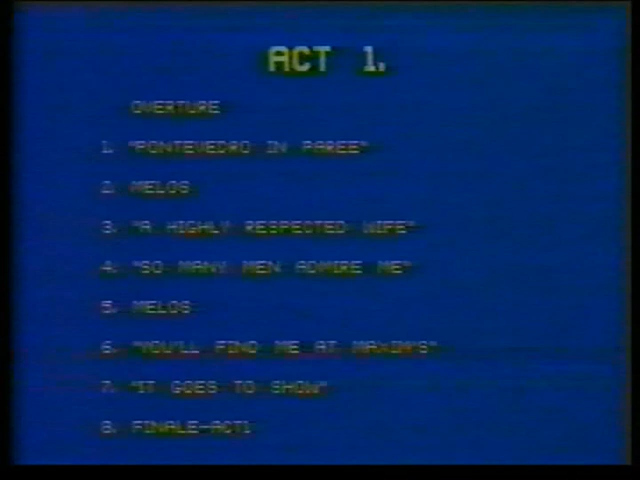 ACT 1.
OVERTURE
1. "PONTEVEDRO IN PAREE"
2. MELOS
3. "A HIGHLY RESPECTED WIFE"
4. "SO MANY MEN ADMIRE ME"
5. MELOS
6. "YOU'LL FIND ME AT MAXIM'S"
7. "IT GOES TO SHOW"
8. FINALE-ACT1